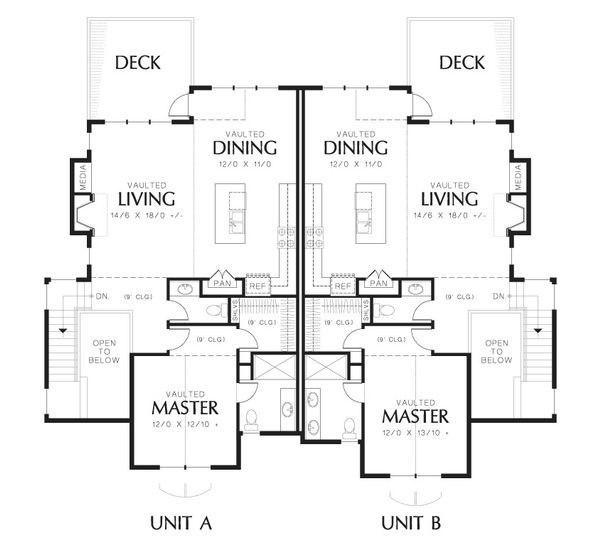 DECK
DECK
VAULTED
DINING
12/0 X 11/0
VAULTED
DINING
12/0 X 11/0
MEDIA
VAULTED
LIVING
14/6 X 18/0 +/-
VAULTED
LIVING
14/6 X 18/0 +/-
MEDIA
PAN
REF
PAN
REF
DN.
(9' CLG.)
SHLVS
(9' CLG.)
(9' CLG.)
SHLVS
(9' CLG.)
DN.
OPEN
TO
BELOW
(9' CLG.)
(9' CLG.)
OPEN
TO
BELOW
VAULTED
MASTER
12/0 X 12/10 +
VAULTED
MASTER
12/0 X 13/10 +
UNIT A
UNIT B